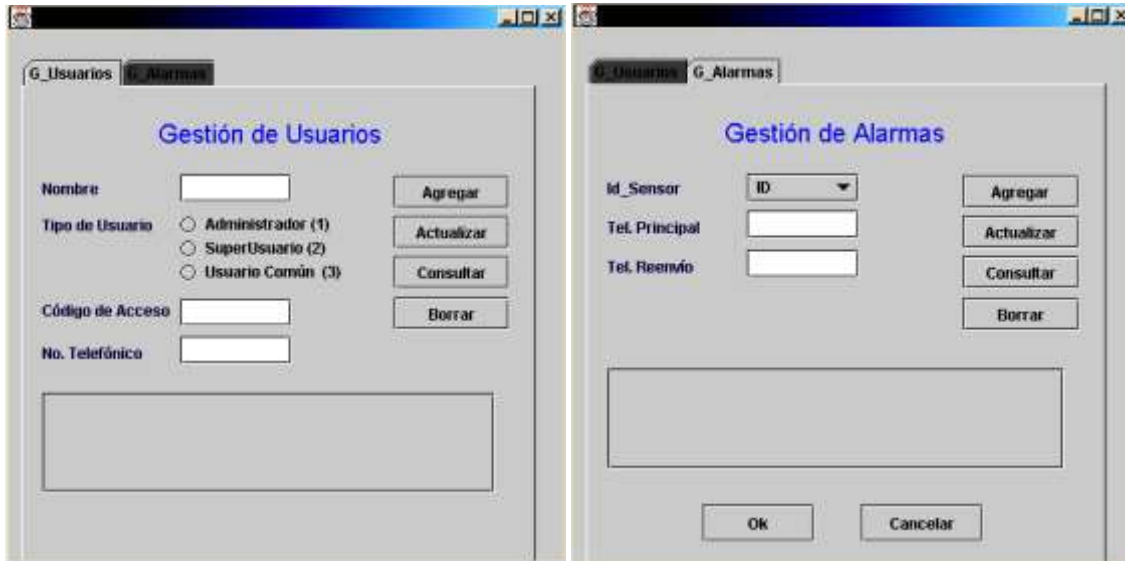 G_Usuarios G_Alarmas
Gestión de Usuarios
Nombre
Agregar
Tipo de Usuario
Administrador (1)
SuperUsuario (2)
Usuario Común (3)
Actualizar
Consultar
Código de Acceso
Borrar
No. Telefónico
G_Usuarios G_Alarmas
Gestión de Alarmas
Id_Sensor
ID
Agregar
Tel. Principal
Actualizar
Tel. Reenvío
Consultar
Borrar
Ok
Cancelar